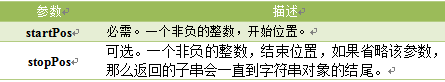 参数 描述
startPos 必需。一个非负的整数，开始位置。
stopPos 可选。一个非负的整数，结束位置，如果省略该参数，
那么返回的子串会一直到字符串对象的结尾。